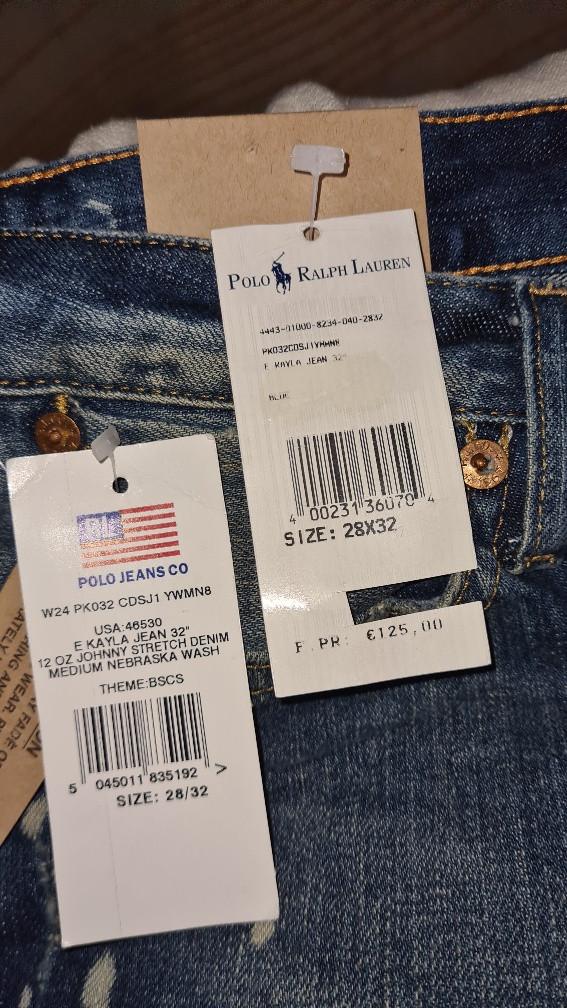 POLO RALPH LAUREN
4443-01000-8234-040-2832
PK032CDSJ1YWMN8
E KAYLA JEAN 32"
BLUE
4 00231 36070 4
SIZE: 28X32
F.PR: €125,00
RL
POLO JEANS CO
W24 PK032 CDSJ1 YWMN8
USA:46530
E KAYLA JEAN 32"
12 OZ JOHNNY STRETCH DENIM
MEDIUM NEBRASKA WASH
THEME:BSCS
5 045011 835192 >
SIZE: 28/32